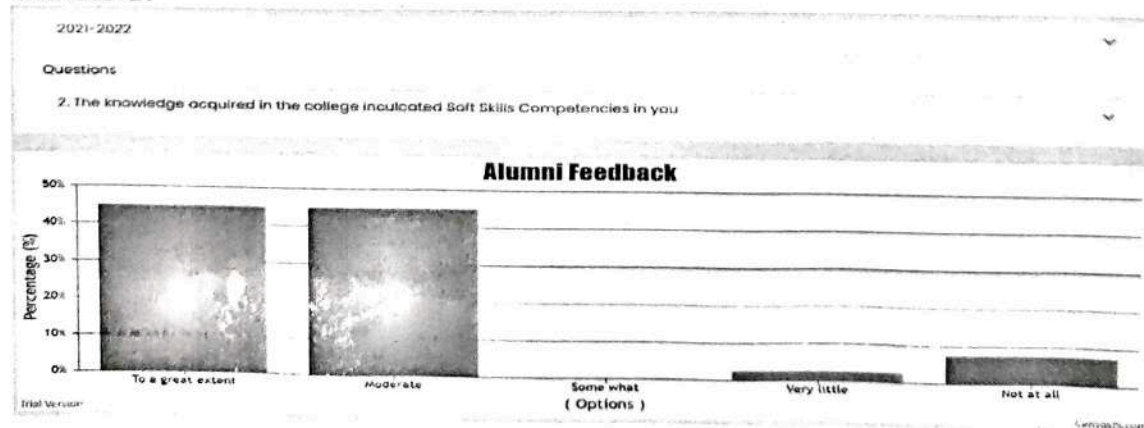 2021-2022
Questions
2. The knowledge acquired in the college inculcated Soft Skills Competencies in you
Alumni Feedback
Percentage (%)
50%
40%
30%
20%
10%
0%
To a great extent
Moderate
Some what
Very little
Not at all
( Options )
Trial Version
CanvasJS.com